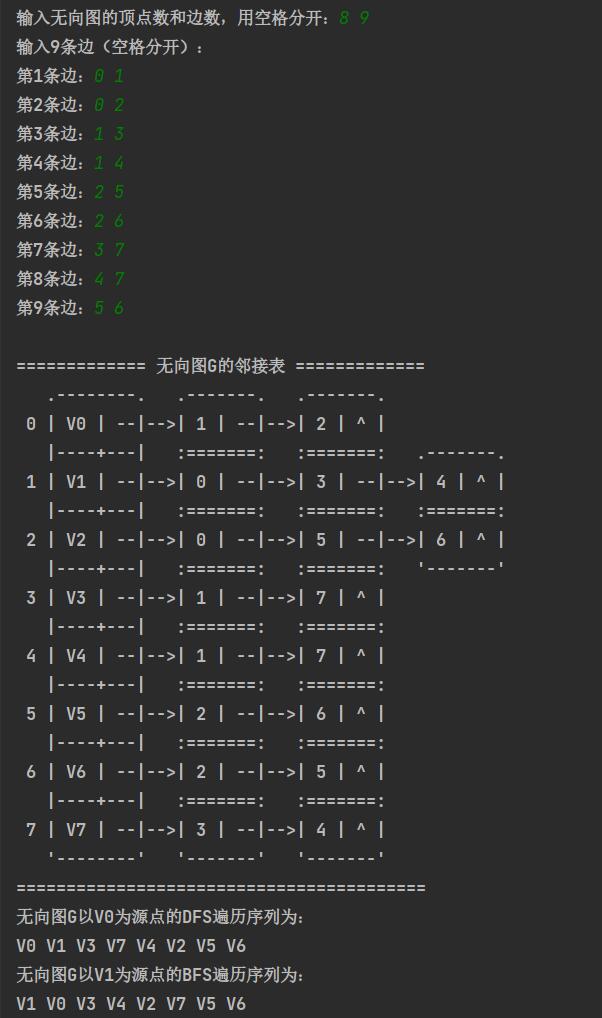 输入无向图的顶点数和边数，用空格分开：8 9
输入9条边（空格分开）：
第1条边：0 1
第2条边：0 2
第3条边：1 3
第4条边：1 4
第5条边：2 5
第6条边：2 6
第7条边：3 7
第8条边：4 7
第9条边：5 6
============= 无向图G的邻接表 =============
   .--------.   .-------.   .-------.
 0 | V0 | --|-->| 1 | --|-->| 2 | ^ |
   |----+---|   :=======:   :=======:   .-------.
 1 | V1 | --|-->| 0 | --|-->| 3 | --|-->| 4 | ^ |
   |----+---|   :=======:   :=======:   :=======:
 2 | V2 | --|-->| 0 | --|-->| 5 | --|-->| 6 | ^ |
   |----+---|   :=======:   :=======:   '-------'
 3 | V3 | --|-->| 1 | --|-->| 7 | ^ |
   |----+---|   :=======:   :=======:
 4 | V4 | --|-->| 1 | --|-->| 7 | ^ |
   |----+---|   :=======:   :=======:
 5 | V5 | --|-->| 2 | --|-->| 6 | ^ |
   |----+---|   :=======:   :=======:
 6 | V6 | --|-->| 2 | --|-->| 5 | ^ |
   |----+---|   :=======:   :=======:
 7 | V7 | --|-->| 3 | --|-->| 4 | ^ |
   '--------'   '-------'   '-------'
=========================================
无向图G以V0为源点的DFS遍历序列为：
V0 V1 V3 V7 V4 V2 V5 V6
无向图G以V1为源点的BFS遍历序列为：
V1 V0 V3 V4 V2 V7 V5 V6